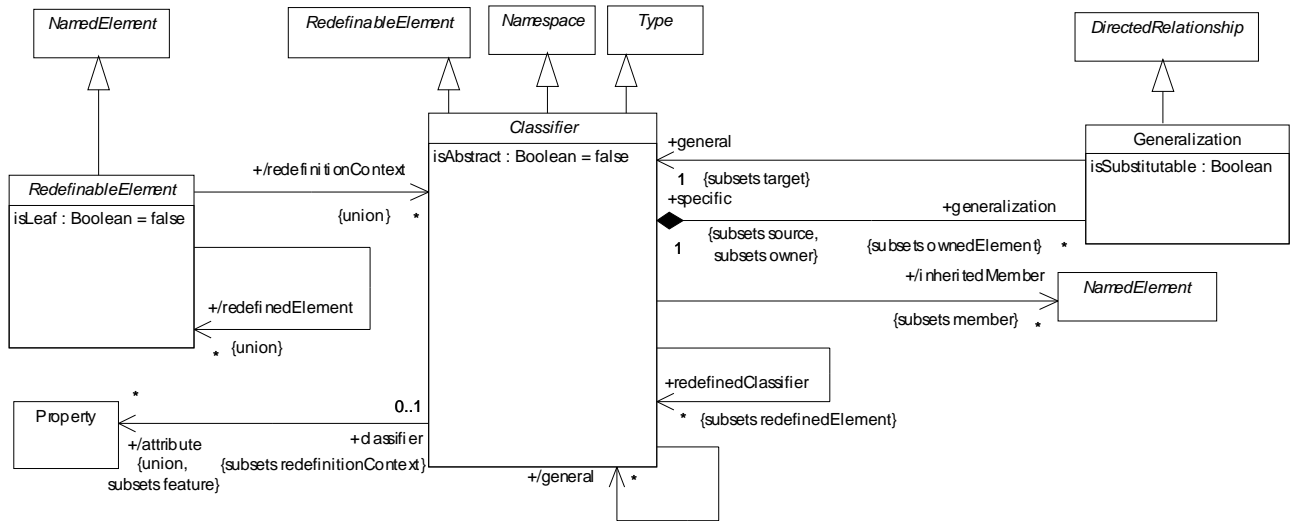 NamedElement
RedefinableElement
Namespace
Type
DirectedRelationship
Classifier
isAbstract : Boolean = false
Generalization
isSubstitutable : Boolean
RedefinableElement
isLeaf : Boolean = false
+/redefinitionContext
{union}
*
+general
1
{subsets target}
+specific
1
{subsets source,
subsets owner}
+generalization
{subsets ownedElement}
*
+/redefinedElement
*
{union}
+/inheritedMember
{subsets member}
*
NamedElement
+redefinedClassifier
*
{subsets redefinedElement}
Property
*
+/attribute
{union,
subsets feature}
0..1
+classifier
{subsets redefinitionContext}
+/general
*